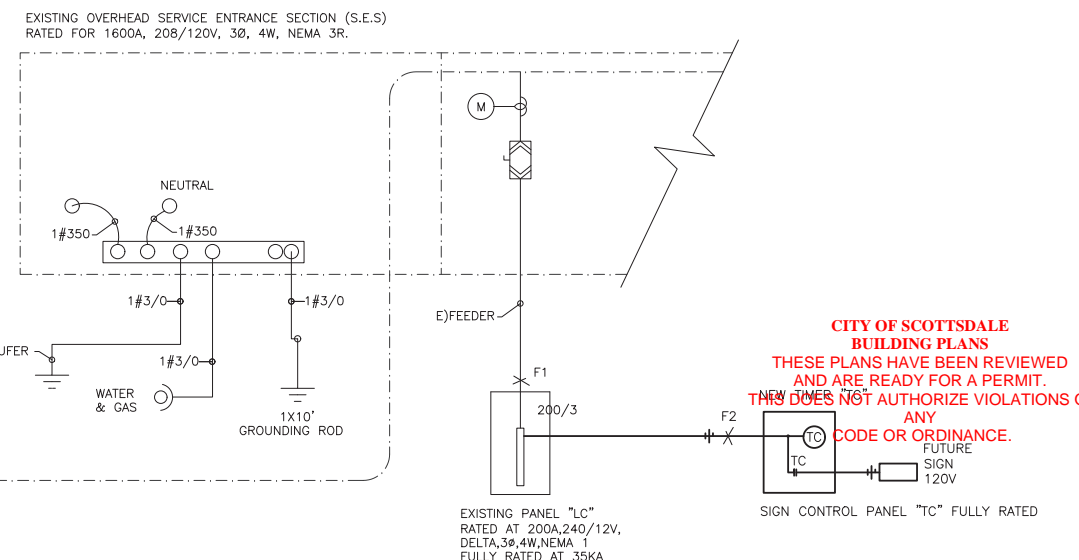 EXISTING OVERHEAD SERVICE ENTRANCE SECTION (S.E.S)
RATED FOR 1600A, 208/120V, 3Ø, 4W, NEMA 3R.
M
NEUTRAL
1#350
1#350
1#3/0
1#3/0
E)FEEDER
UFER
1#3/0
WATER
& GAS
1X10'
GROUNDING ROD
F1
200/3
CITY OF SCOTTSDALE
BUILDING PLANS
THESE PLANS HAVE BEEN REVIEWED
AND ARE READY FOR A PERMIT.
THIS DOES NOT AUTHORIZE VIOLATIONS O
ANY
CODE OR ORDINANCE.
NEW TIMER "TC"
F2
TC
TC
FUTURE
SIGN
120V
SIGN CONTROL PANEL "TC" FULLY RATED
EXISTING PANEL "LC"
RATED AT 200A,240/12V,
DELTA,3ø,4W,NEMA 1
FULLY RATED AT 35KA